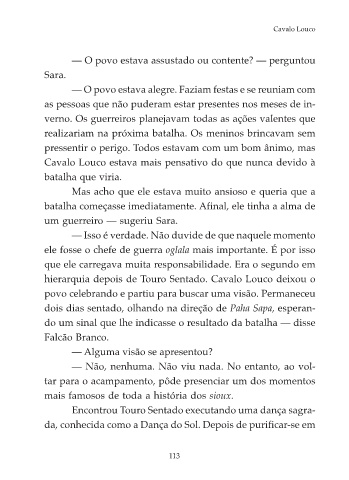 Cavalo Louco
— O povo estava assustado ou contente? — perguntou
Sara.
— O povo estava alegre. Faziam festas e se reuniam com
as pessoas que não puderam estar presentes nos meses de in-
verno. Os guerreiros planejavam todas as ações valentes que
realizariam na próxima batalha. Os meninos brincavam sem
pressentir o perigo. Todos estavam com um bom ânimo, mas
Cavalo Louco estava mais pensativo do que nunca devido à
batalha que viria.
Mas acho que ele estava muito ansioso e queria que a
batalha começasse imediatamente. Afinal, ele tinha a alma de
um guerreiro — sugeriu Sara.
— Isso é verdade. Não duvide de que naquele momento
ele fosse o chefe de guerra oglala mais importante. É por isso
que ele carregava muita responsabilidade. Era o segundo em
hierarquia depois de Touro Sentado. Cavalo Louco deixou o
povo celebrando e partiu para buscar uma visão. Permaneceu
dois dias sentado, olhando na direção de Paha Sapa, esperan-
do um sinal que lhe indicasse o resultado da batalha — disse
Falcão Branco.
— Alguma visão se apresentou?
— Não, nenhuma. Não viu nada. No entanto, ao vol-
tar para o acampamento, pôde presenciar um dos momentos
mais famosos de toda a história dos sioux.
Encontrou Touro Sentado executando uma dança sagra-
da, conhecida como a Dança do Sol. Depois de purificar-se em
113